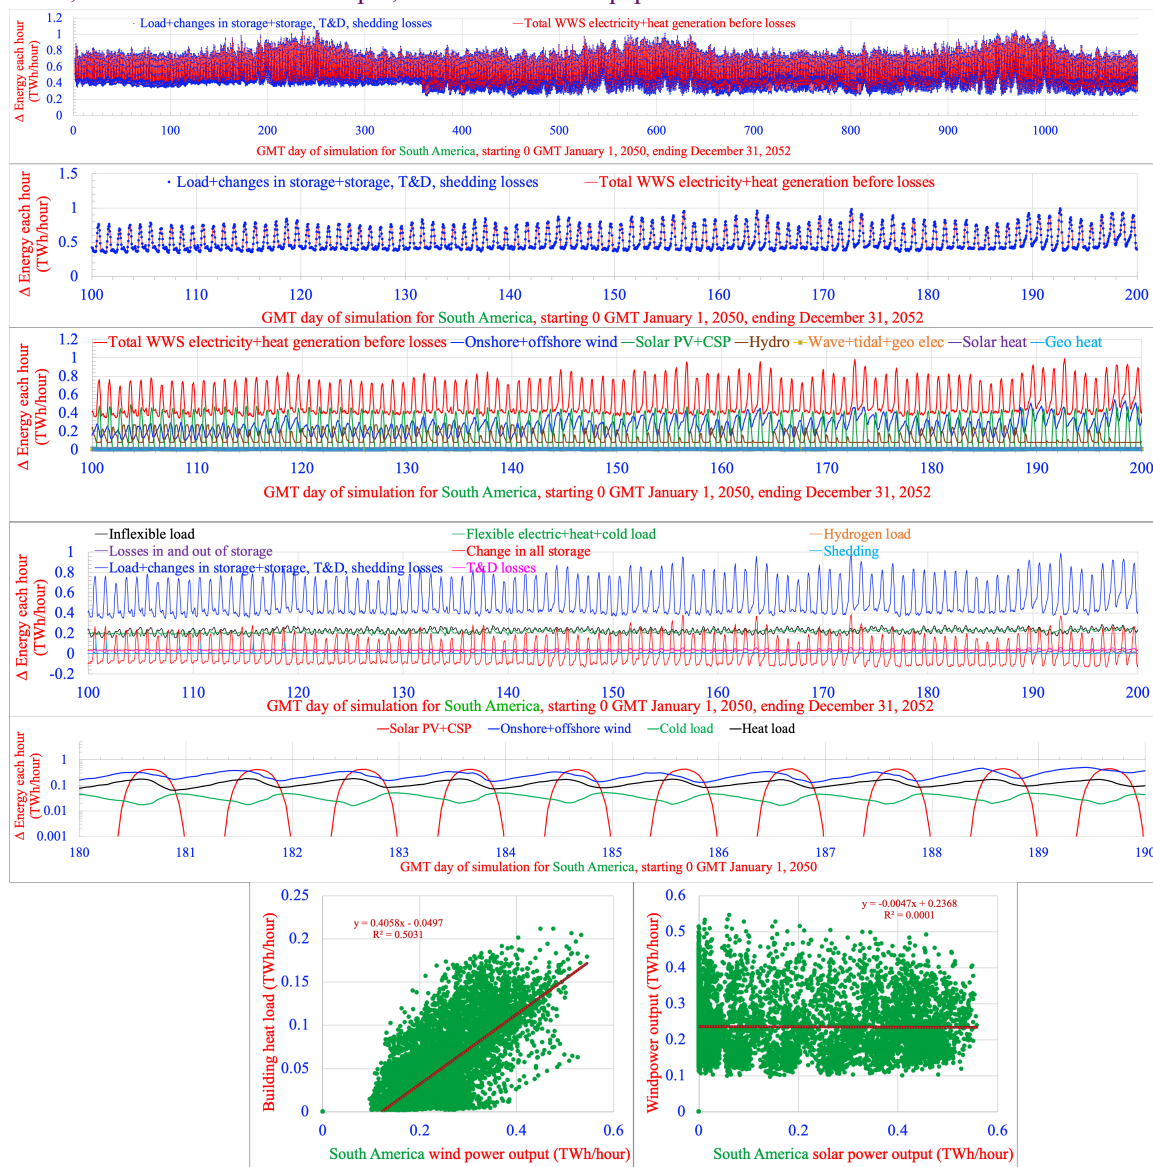 Load+changes in storage+storage, T&D, shedding losses
Total WWS electricity+heat generation before losses
Δ Energy each hour
(TWh/hour)
1.2
1
0.8
0.6
0.4
0.2
0
0 100 200 300 400 500 600 700 800 900 1000
GMT day of simulation for South America, starting 0 GMT January 1, 2050, ending December 31, 2052
Load+changes in storage+storage, T&D, shedding losses
Total WWS electricity+heat generation before losses
Δ Energy each hour
(TWh/hour)
1.5
1
0.5
0
100 110 120 130 140 150 160 170 180 190 200
GMT day of simulation for South America, starting 0 GMT January 1, 2050, ending December 31, 2052
Total WWS electricity+heat generation before losses Onshore+offshore wind Solar PV+CSP Hydro Wave+tidal+geo elec Solar heat Geo heat
Δ Energy each hour
(TWh/hour)
1.2
1
0.8
0.6
0.4
0.2
0
100 110 120 130 140 150 160 170 180 190 200
GMT day of simulation for South America, starting 0 GMT January 1, 2050, ending December 31, 2052
Inflexible load Flexible electric+heat+cold load Hydrogen load
Losses in and out of storage Change in all storage Shedding
Load+changes in storage+storage, T&D, shedding losses T&D losses
Δ Energy each hour
(TWh/hour)
1
0.8
0.6
0.4
0.2
0
-0.2
100 110 120 130 140 150 160 170 180 190 200
GMT day of simulation for South America, starting 0 GMT January 1, 2050, ending December 31, 2052
Solar PV+CSP Onshore+offshore wind Cold load Heat load
Δ Energy each hour
(TWh/hour)
1
0.1
0.01
0.001
180 181 182 183 184 185 186 187 188 189 190
GMT day of simulation for South America, starting 0 GMT January 1, 2050
Building heat load (TWh/hour)
0.25
0.2
0.15
0.1
0.05
0
y = 0.4058x - 0.0497
R² = 0.5031
0 0.2 0.4 0.6
South America wind power output (TWh/hour)
Windpower output (TWh/hour)
0.6
0.5
0.4
0.3
0.2
0.1
0
y = -0.0047x + 0.2368
R² = 0.0001
0 0.2 0.4 0.6
South America solar power output (TWh/hour)